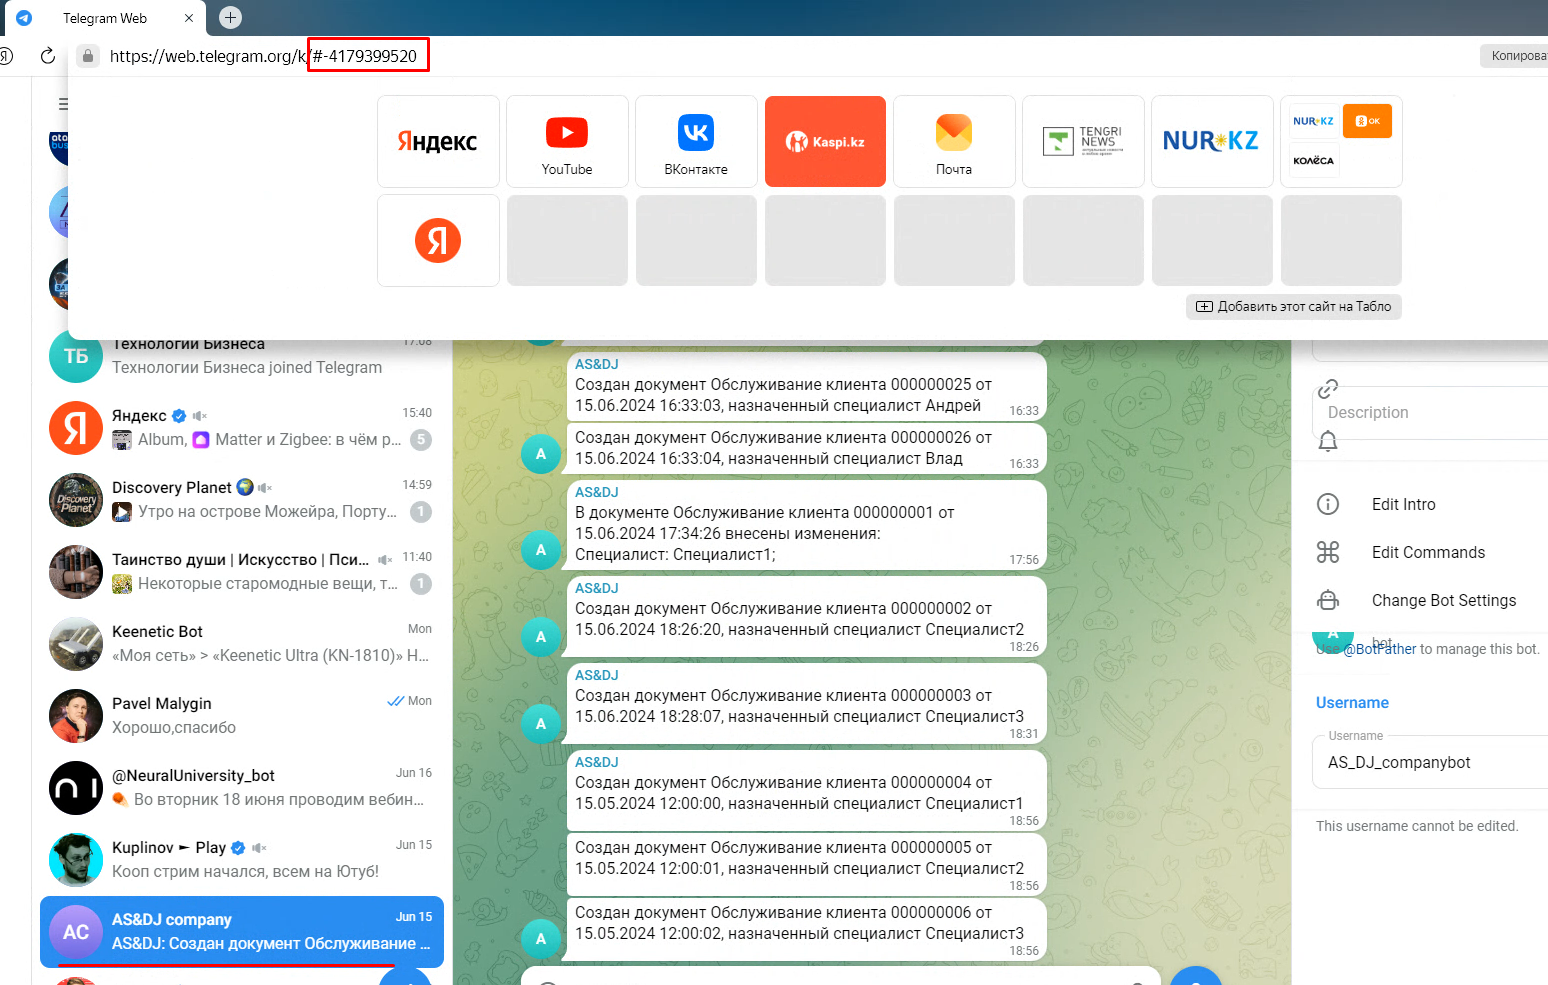 Telegram Web
https://web.telegram.org/k/#-4179399520
Копироват
Яндекс
YouTube
ВКонтакте
Kaspi.kz
Почта
TENGRI
NEWS
NUR KZ
NUR KZ
OK
КОЛЁСА
Я
Добавить этот сайт на Табло
ТБ
Технологии Бизнеса
17:08
Технологии Бизнеса joined Telegram
Я
Яндекс
15:40
Album, Matter и Zigbee: в чём р...
5
Discovery Planet
14:59
Утро на острове Можейра, Порту...
1
Таинство души | Искусство | Пси...
11:40
Некоторые старомодные вещи, т...
1
Keenetic Bot
Mon
«Моя сеть» > «Keenetic Ultra (KN-1810)» Н...
Pavel Malygin
Mon
Хорошо,спасибо
@NeuralUniversity_bot
Jun 16
Во вторник 18 июня проводим вебин...
Kuplinov ► Play
Jun 15
Кооп стрим начался, всем на Ютуб!
AC
AS&DJ company
Jun 15
AS&DJ: Создан документ Обслуживание ...
AS&DJ
Создан документ Обслуживание клиента 000000025 от
15.06.2024 16:33:03, назначенный специалист Андрей
16:33
Создан документ Обслуживание клиента 000000026 от
15.06.2024 16:33:04, назначенный специалист Влад
16:33
A
AS&DJ
В документе Обслуживание клиента 000000001 от
15.06.2024 17:34:26 внесены изменения:
Специалист: Специалист1;
17:56
A
AS&DJ
Создан документ Обслуживание клиента 000000002 от
15.06.2024 18:26:20, назначенный специалист Специалист2
18:26
A
AS&DJ
Создан документ Обслуживание клиента 000000003 от
15.06.2024 18:28:07, назначенный специалист Специалист3
18:31
A
AS&DJ
Создан документ Обслуживание клиента 000000004 от
15.05.2024 12:00:00, назначенный специалист Специалист1
18:56
Создан документ Обслуживание клиента 000000005 от
15.05.2024 12:00:01, назначенный специалист Специалист2
18:56
Создан документ Обслуживание клиента 000000006 от
15.05.2024 12:00:02, назначенный специалист Специалист3
18:56
A
Description
Edit Intro
Edit Commands
Change Bot Settings
A
bot
Use @BotFather to manage this bot.
Username
Username
AS_DJ_companybot
This username cannot be edited.